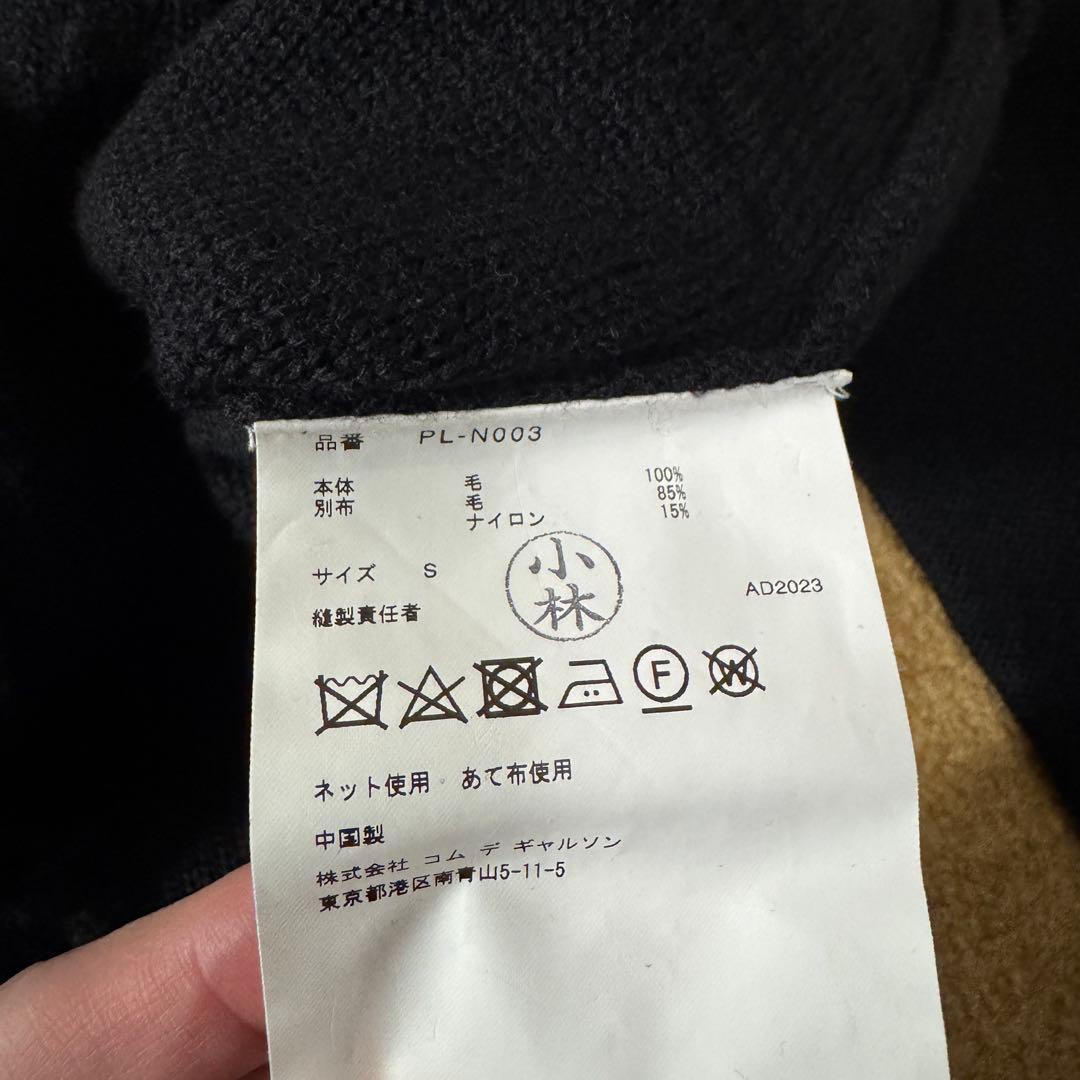 品番 PL-N003
本体 毛 100%
別布 毛 85%
ナイロン 15%
小林
サイズ S
AD2023
縫製責任者
F W
ネット使用。あて布使用
中国製
株式会社 コム デ ギャルソン
東京都港区南青山5-11-5